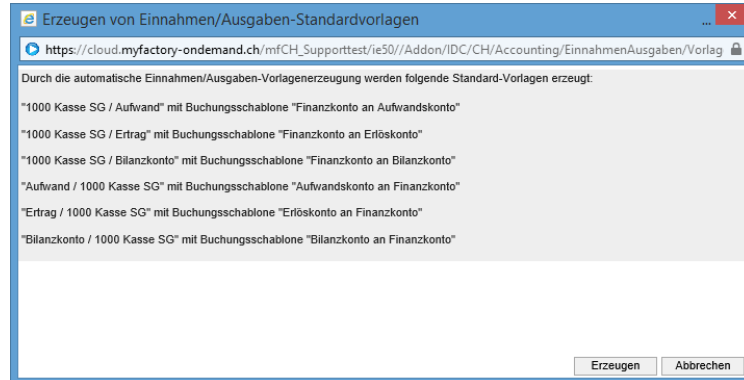 Erzeugen von Einnahmen/Ausgaben-Standardvorlagen
...
https://cloud.myfactory-ondemand.ch/mfCH_Supporttest/ie50//Addon/IDC/CH/Accounting/EinnahmenAusgaben/Vorlag
Durch die automatische Einnahmen/Ausgaben-Vorlagenerzeugung werden folgende Standard-Vorlagen erzeugt:
"1000 Kasse SG / Aufwand" mit Buchungsschablone "Finanzkonto an Aufwandskonto"
"1000 Kasse SG / Ertrag" mit Buchungsschablone "Finanzkonto an Erlöskonto"
"1000 Kasse SG / Bilanzkonto" mit Buchungsschablone "Finanzkonto an Bilanzkonto"
"Aufwand / 1000 Kasse SG" mit Buchungsschablone "Aufwandskonto an Finanzkonto"
"Ertrag / 1000 Kasse SG" mit Buchungsschablone "Erlöskonto an Finanzkonto"
"Bilanzkonto / 1000 Kasse SG" mit Buchungsschablone "Bilanzkonto an Finanzkonto"
Erzeugen Abbrechen